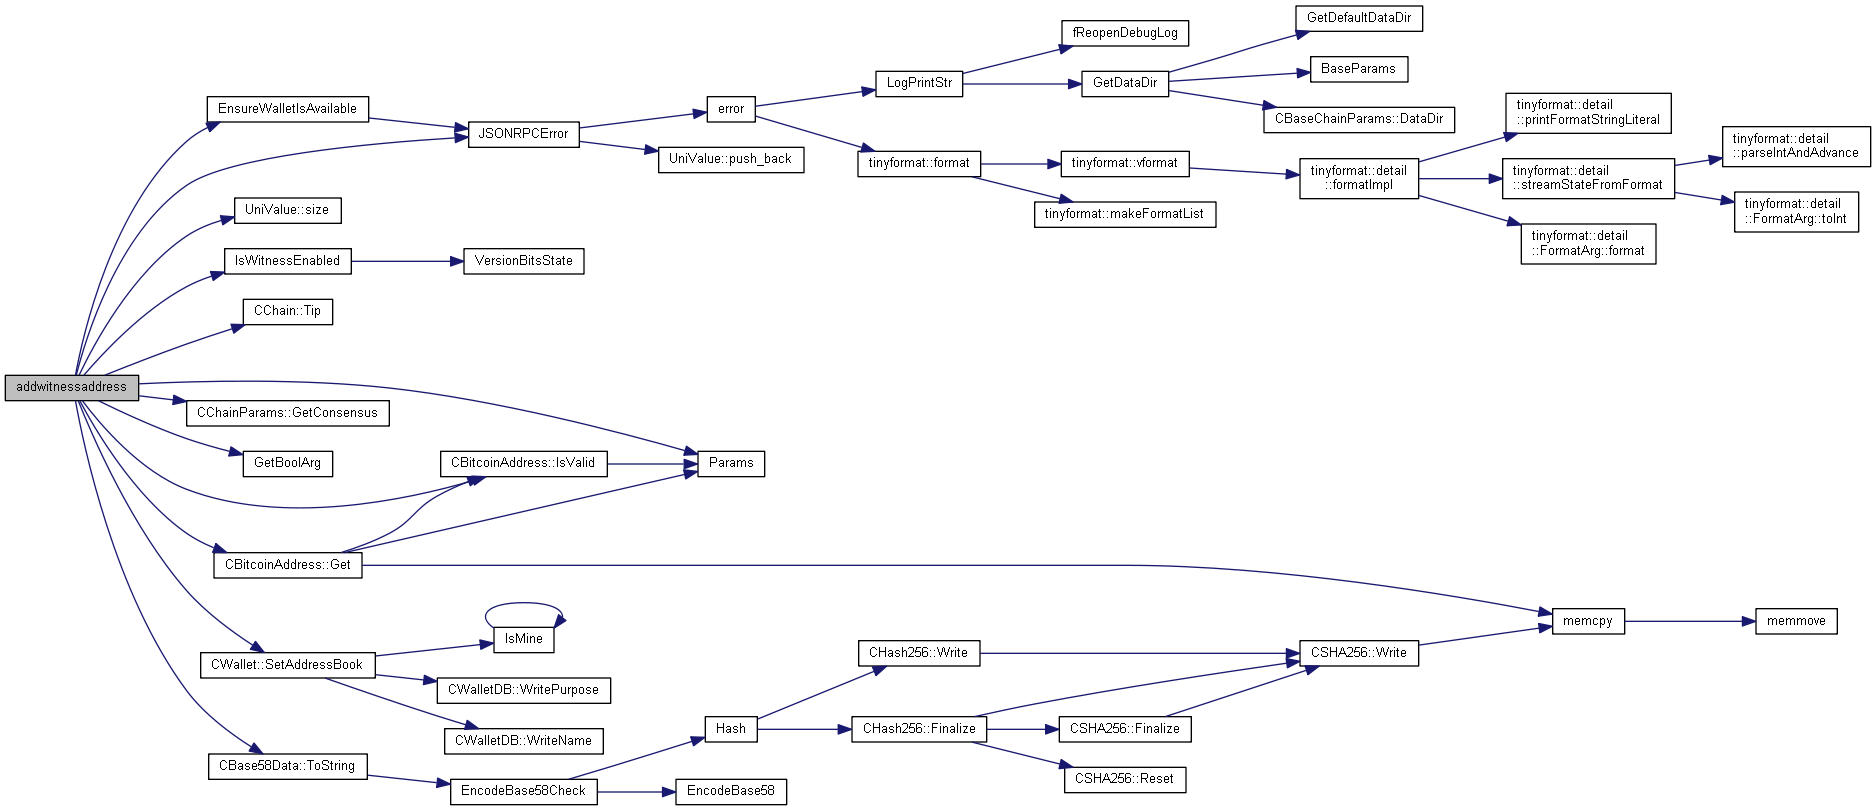 GetDefaultDataDir
fReopenDebugLog
BaseParams
LogPrintStr
GetDataDir
EnsureWalletIsAvailable
error
CBaseChainParams::DataDir
tinyformat::detail
::printFormatStringLiteral
JSONRPCError
UniValue::push_back
tinyformat::format
tinyformat::vformat
tinyformat::detail
::formatImpl
tinyformat::detail
::streamStateFromFormat
tinyformat::detail
::parseIntAndAdvance
tinyformat::makeFormatList
tinyformat::detail
::FormatArg::toInt
UniValue::size
tinyformat::detail
::FormatArg::format
IsWitnessEnabled
VersionBitsState
CChain::Tip
addwitnessaddress
CChainParams::GetConsensus
GetBoolArg
CBitcoinAddress::IsValid
Params
CBitcoinAddress::Get
memcpy
memmove
IsMine
CWallet::SetAddressBook
CHash256::Write
CSHA256::Write
CWalletDB::WritePurpose
Hash
CHash256::Finalize
CSHA256::Finalize
CWalletDB::WriteName
CBase58Data::ToString
CSHA256::Reset
EncodeBase58Check
EncodeBase58